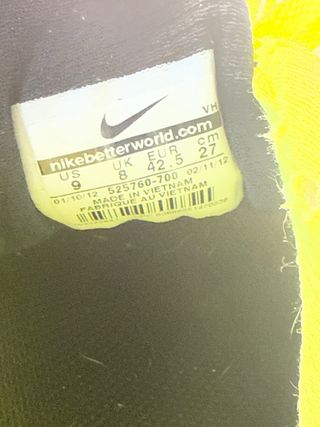 VH
nikebetterworld.com
US UK EUR cm
9 8 42.5 27
01/10/12 525760-700 02/11/12
MADE IN VIETNAM
FABRIQUE AU VIETNAM